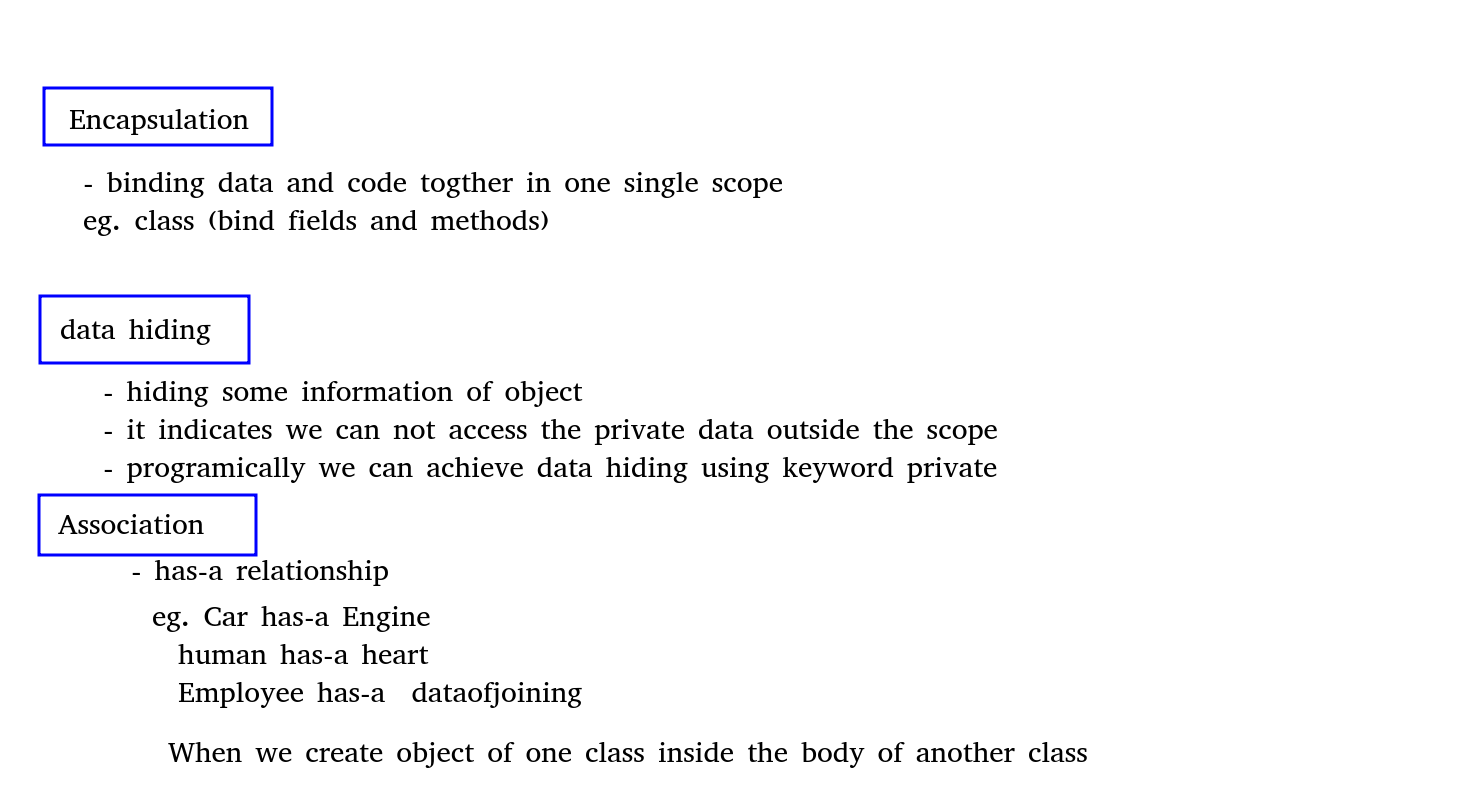 Encapsulation
- binding data and code togther in one single scope
eg. class (bind fields and methods)
data hiding
- hiding some information of object
- it indicates we can not access the private data outside the scope
- programically we can achieve data hiding using keyword private
Association
- has-a relationship
eg. Car has-a Engine
human has-a heart
Employee has-a dataofjoining
When we create object of one class inside the body of another class